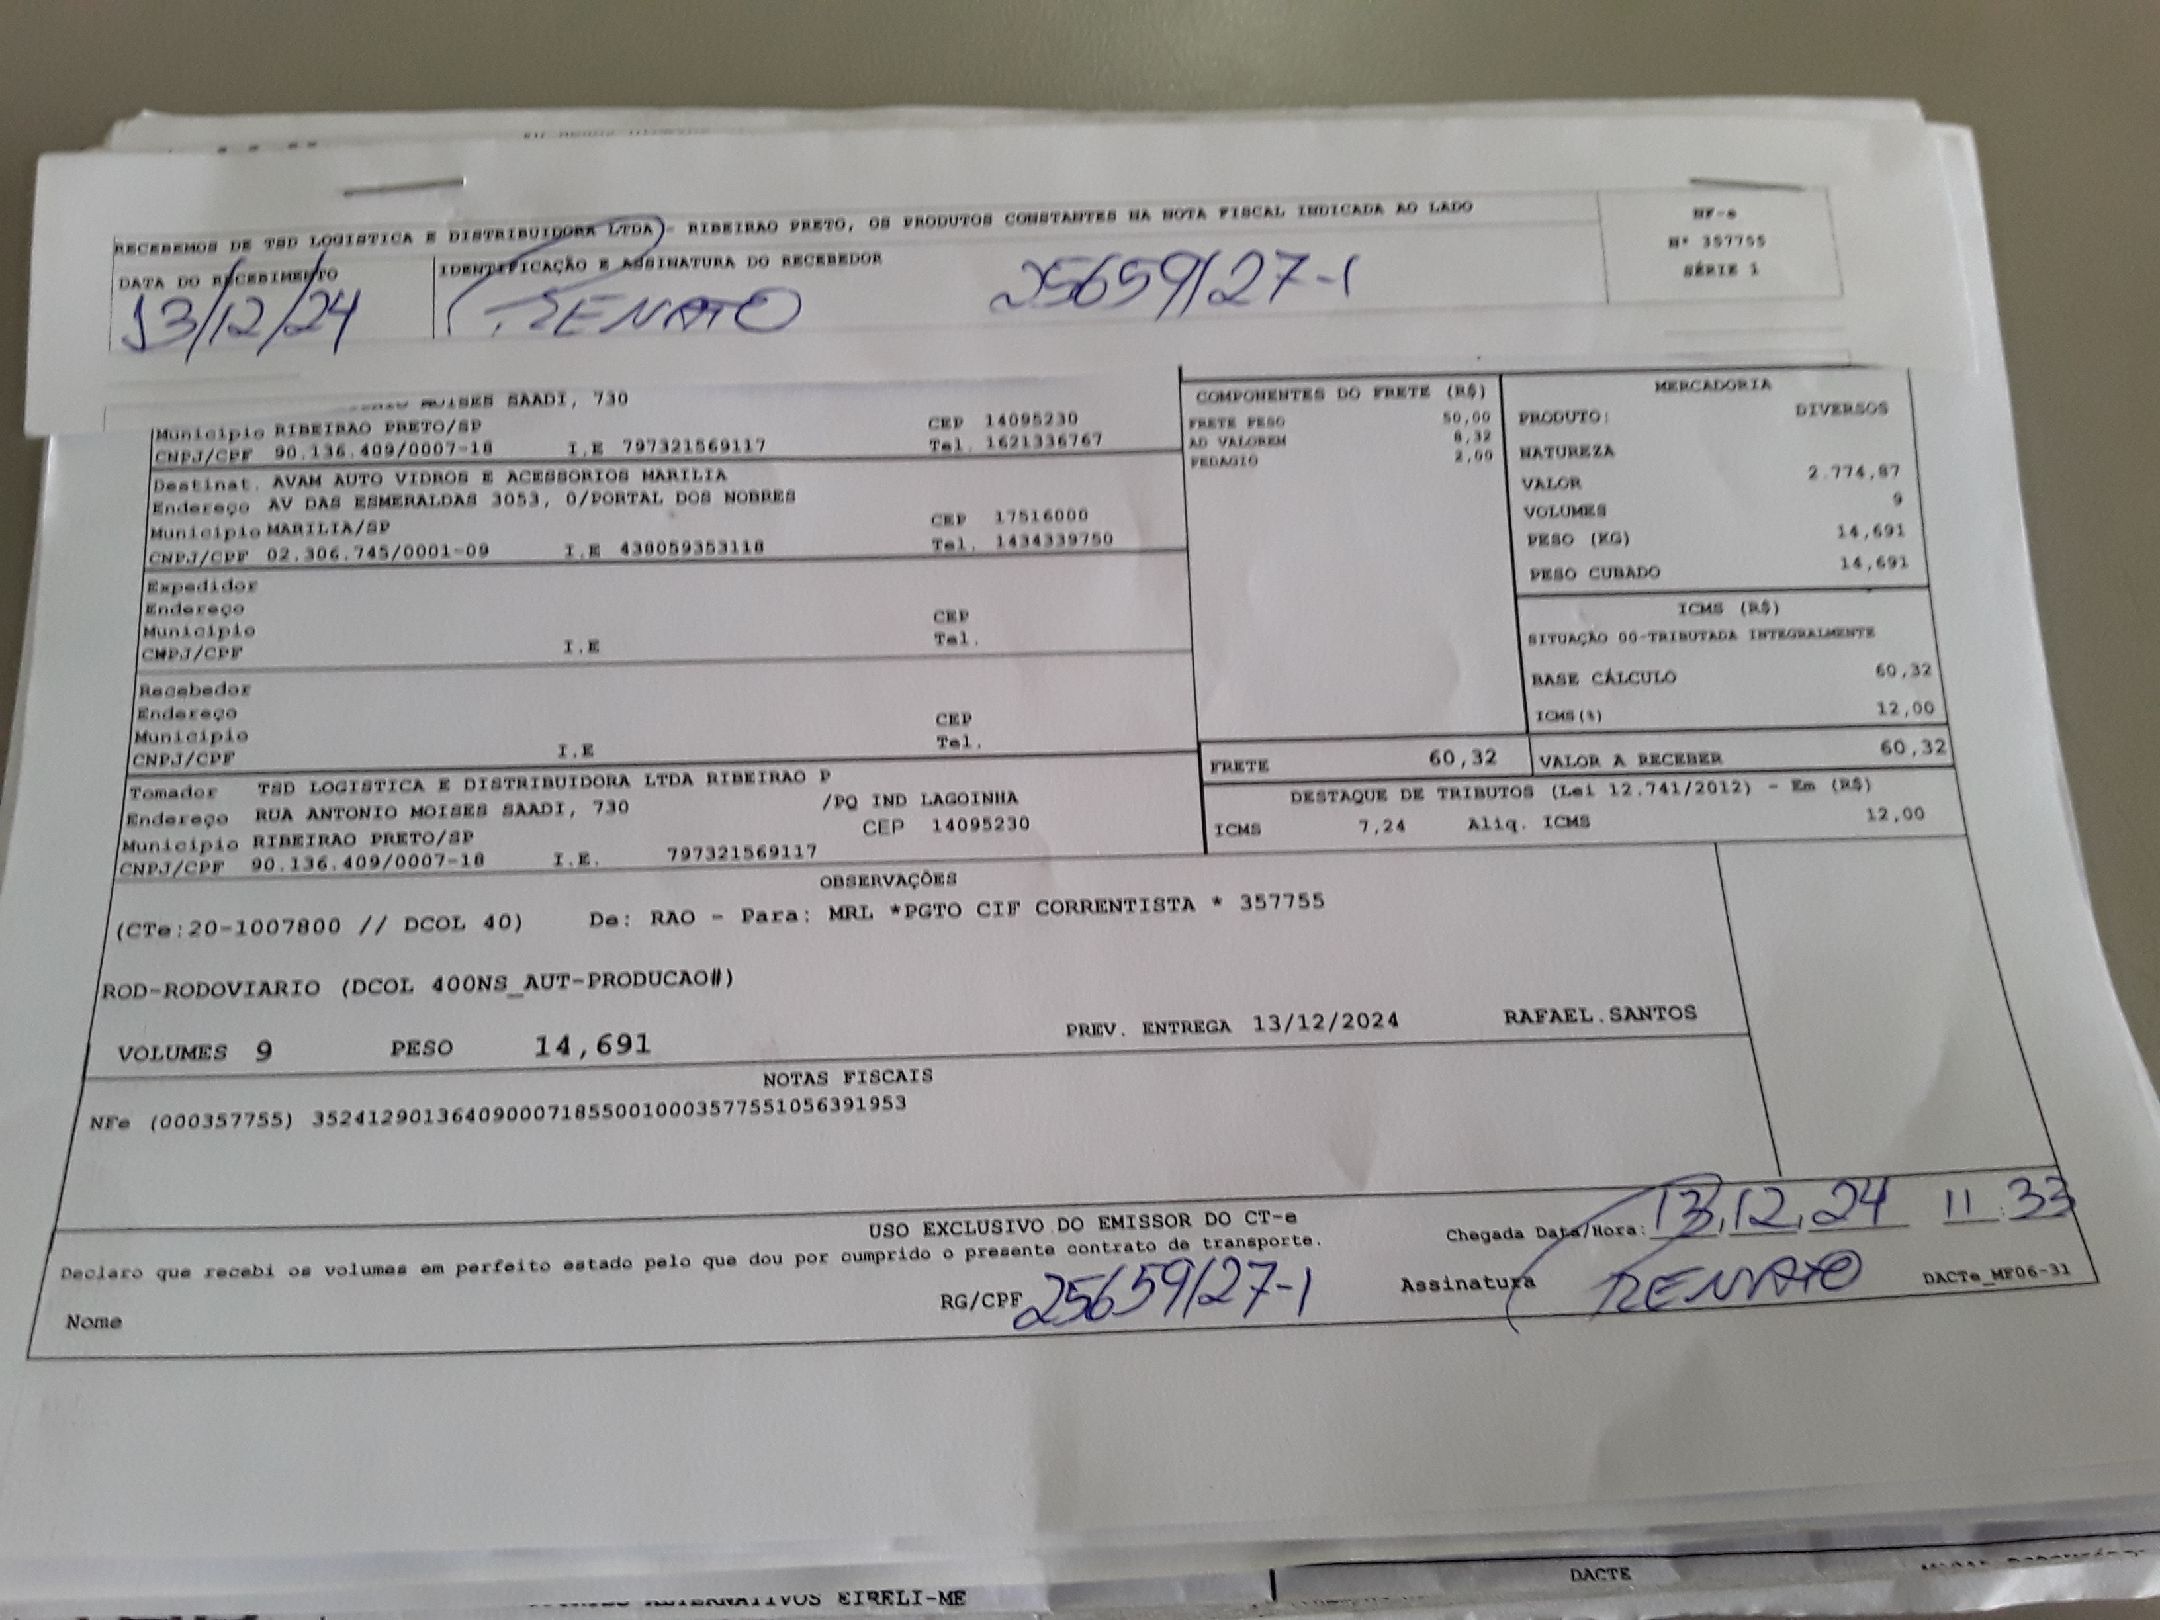 RECEBEMOS DE TSD LOGISTICA E DISTRIBUIDORA LTDA - RIBEIRAO PRETO, OS PRODUTOS CONSTANTES NA NOTA FISCAL INDICADA AO LADO
NF-e
Nº 357755
SÉRIE 1
DATA DO RECEBIMENTO
IDENTIFICAÇÃO E ASSINATURA DO RECEBEDOR
13/12/24
RENATO
25659127-1
MOISES SAADI, 730
Município RIBEIRAO PRETO/SP CEP 14095230
CNPJ/CPF 90.136.409/0007-18 I.E 797321569117 Tel. 1621336767
Destinat. AVAM AUTO VIDROS E ACESSORIOS MARILIA
Endereço AV DAS ESMERALDAS 3053, 0/PORTAL DOS NOBRES
Município MARILIA/SP CEP 17516000
CNPJ/CPF 02.306.745/0001-09 I.E 438059353118 Tel. 1434339750
Expedidor
Endereço
Município CEP
CNPJ/CPF I.E Tel.
Recebedor
Endereço
Município CEP
CNPJ/CPF I.E Tel.
Tomador TSD LOGISTICA E DISTRIBUIDORA LTDA RIBEIRAO P
Endereço RUA ANTONIO MOISES SAADI, 730 /PQ IND LAGOINHA
Município RIBEIRAO PRETO/SP CEP 14095230
CNPJ/CPF 90.136.409/0007-18 I.E. 797321569117
COMPONENTES DO FRETE (R$)
FRETE PESO 50,00
AD VALOREM 8,32
PEDAGIO 2,00
MERCADORIA
PRODUTO: DIVERSOS
NATUREZA
VALOR 2.774,87
VOLUMES 9
PESO (KG) 14,691
PESO CUBADO 14,691
ICMS (R$)
SITUAÇÃO 00-TRIBUTADA INTEGRALMENTE
BASE CÁLCULO 60,32
ICMS(%) 12,00
FRETE 60,32 VALOR A RECEBER 60,32
DESTAQUE DE TRIBUTOS (Lei 12.741/2012) - Em (R$)
ICMS 7,24 Aliq. ICMS 12,00
OBSERVAÇÕES
(CTe:20-1007800 // DCOL 40) De: RAO - Para: MRL *PGTO CIF CORRENTISTA * 357755
ROD-RODOVIARIO (DCOL 400NS_AUT-PRODUCAO#)
VOLUMES 9 PESO 14,691 PREV. ENTREGA 13/12/2024 RAFAEL.SANTOS
NOTAS FISCAIS
NFe (000357755) 35241290136409000718550010003577551056391953
USO EXCLUSIVO DO EMISSOR DO CT-e
Chegada Data/Hora: 13,12,24 11:33
Declaro que recebi os volumes em perfeito estado pelo que dou por cumprido o presente contrato de transporte.
Nome RG/CPF 25659127-1 Assinatura RENATO DACTe_MF06-31
ALTERNATIVOS EIRELI-ME
DACTE